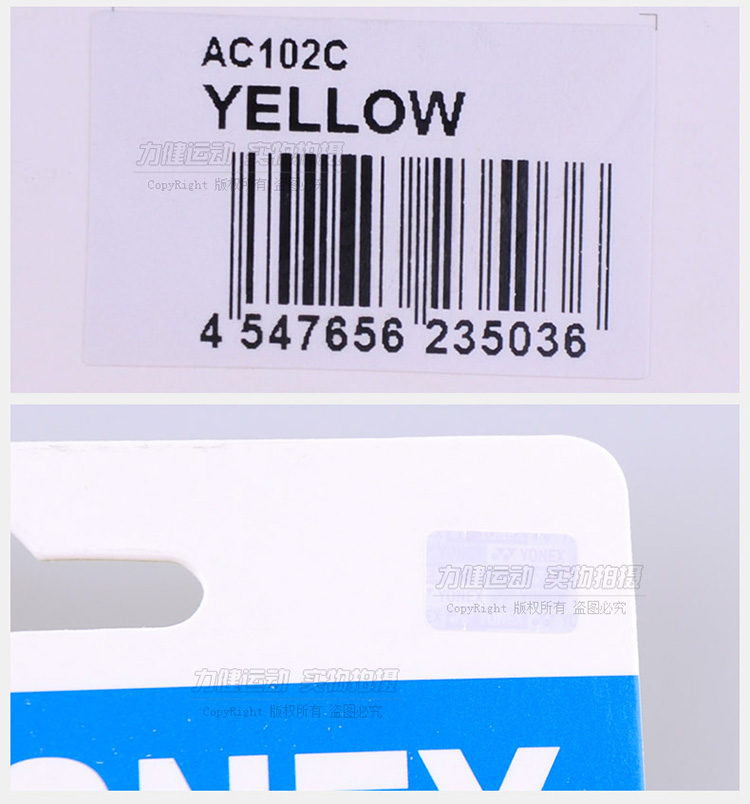 AC102C
YELLOW
力健运动 实物拍摄
CopyRight 版权所有 盗图必究
4 547656 235036
YONEX YONEX
力健运动 实物拍摄
CopyRight 版权所有 盗图必究
YONEX
力健运动 实物拍摄
CopyRight 版权所有 盗图必究
ONEX